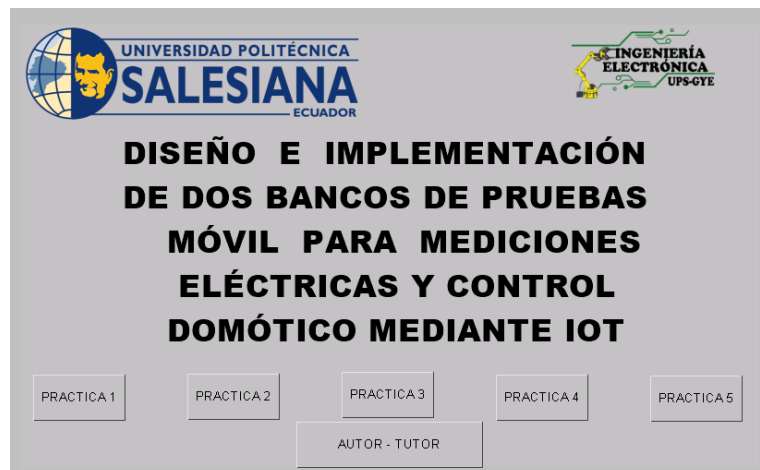 UNIVERSIDAD POLITÉCNICA
SALESIANA
ECUADOR
INGENIERÍA
ELECTRÓNICA
UPS-GYE
DISEÑO E IMPLEMENTACIÓN
DE DOS BANCOS DE PRUEBAS
MÓVIL PARA MEDICIONES
ELÉCTRICAS Y CONTROL
DOMÓTICO MEDIANTE IOT
PRACTICA 1
PRACTICA 2
PRACTICA 3
PRACTICA 4
PRACTICA 5
AUTOR - TUTOR